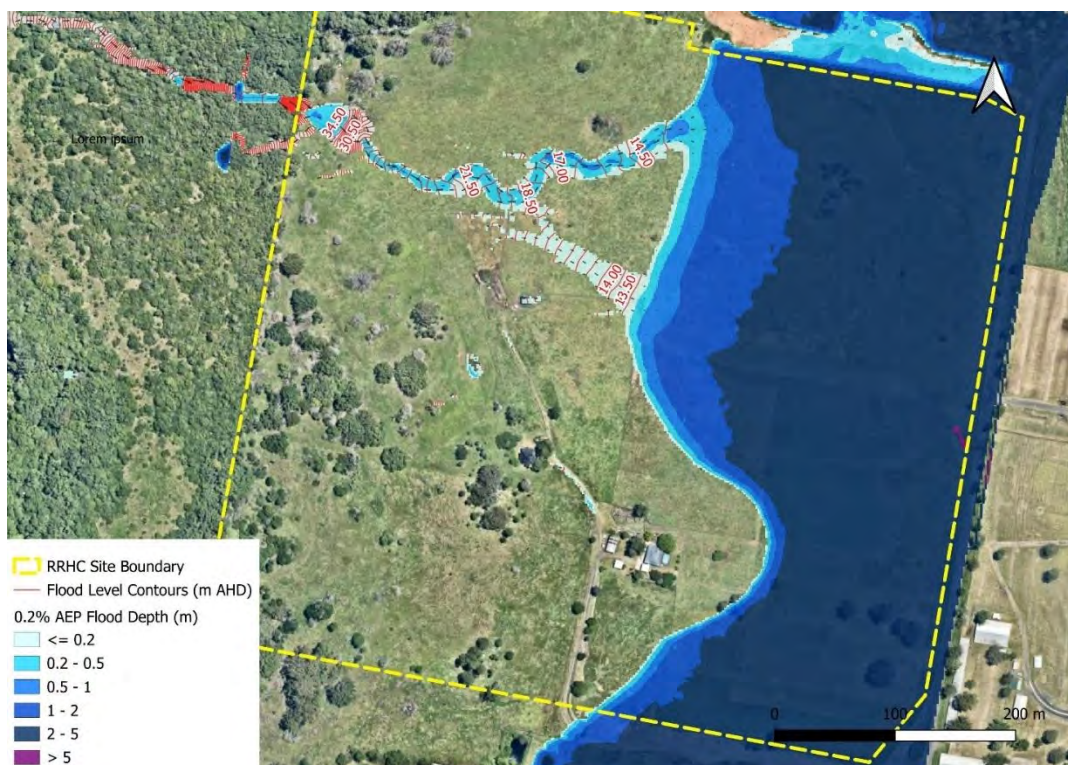 Lorem ipsum
34.50
30.50
21.50
18.50
17.00
14.50
14.00
13.50
RRHC Site Boundary
Flood Level Contours (m AHD)
0.2% AEP Flood Depth (m)
<= 0.2
0.2 - 0.5
0.5 - 1
1 - 2
2 - 5
> 5
0 100 200 m